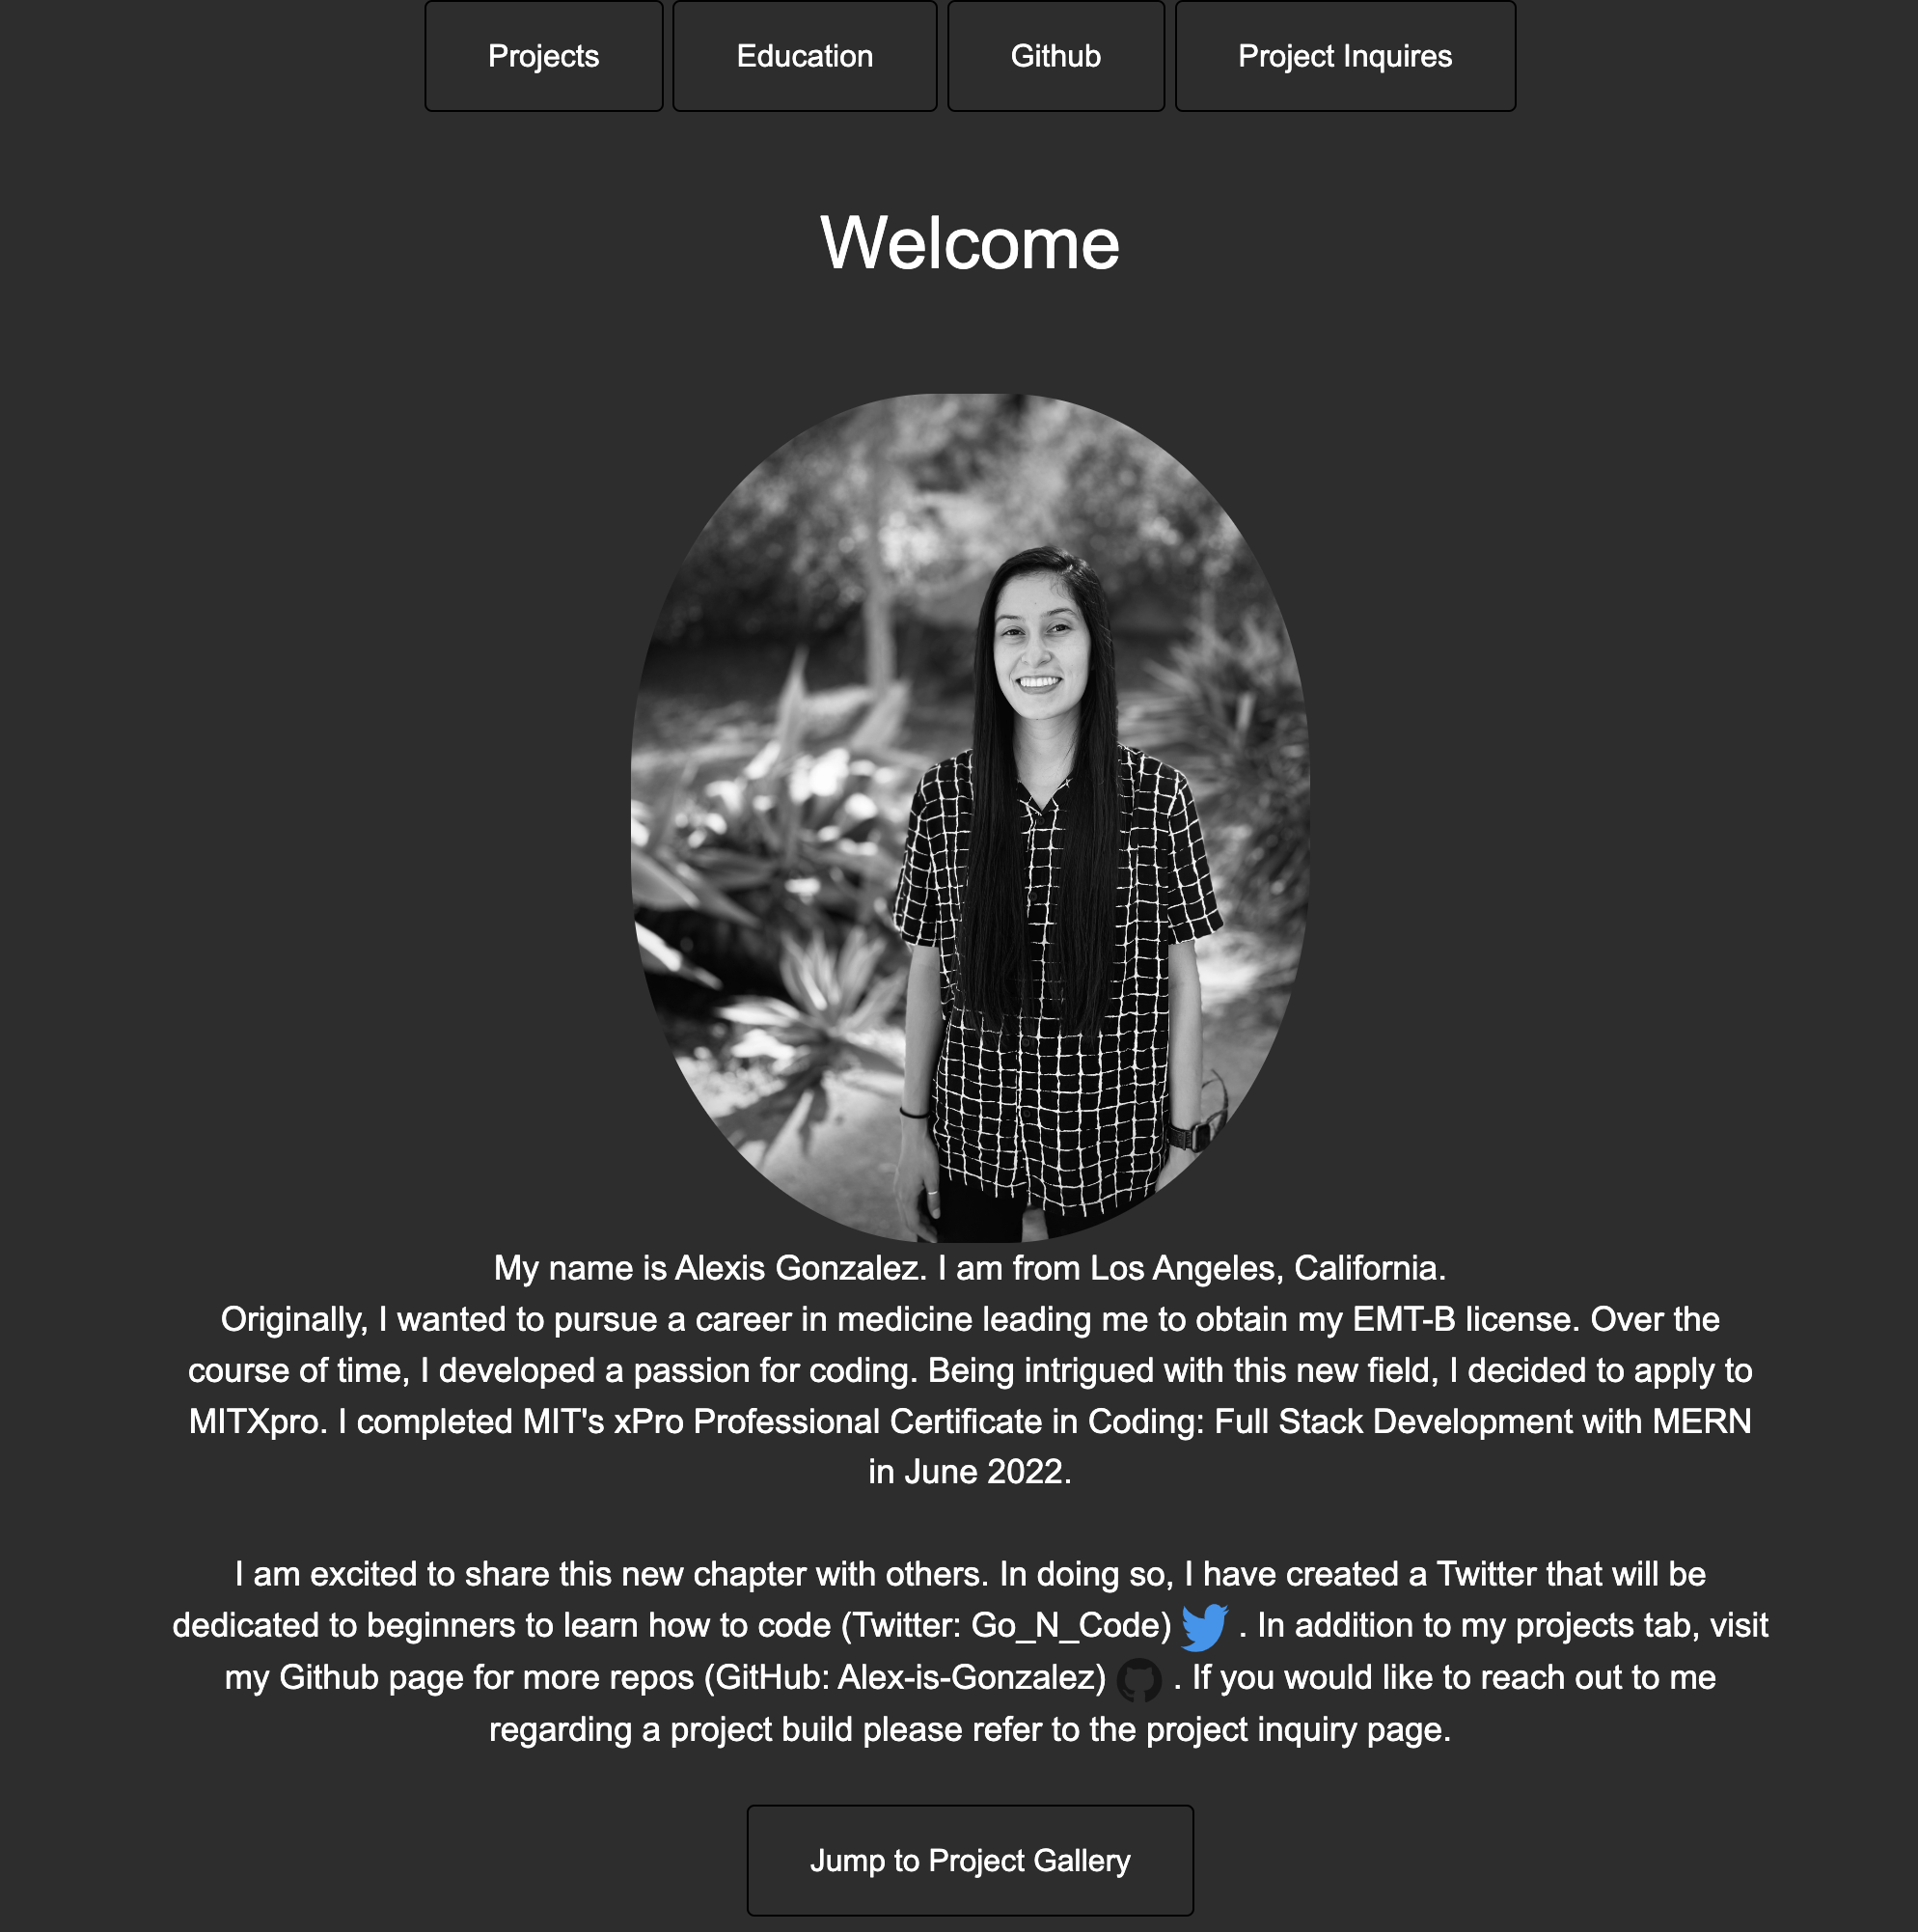 Projects
Education
Github
Project Inquires
Welcome
My name is Alexis Gonzalez. I am from Los Angeles, California.
Originally, I wanted to pursue a career in medicine leading me to obtain my EMT-B license. Over the
course of time, I developed a passion for coding. Being intrigued with this new field, I decided to apply to
MITXpro. I completed MIT's xPro Professional Certificate in Coding: Full Stack Development with MERN
in June 2022.
I am excited to share this new chapter with others. In doing so, I have created a Twitter that will be
dedicated to beginners to learn how to code (Twitter: Go_N_Code) . In addition to my projects tab, visit
my Github page for more repos (GitHub: Alex-is-Gonzalez) . If you would like to reach out to me
regarding a project build please refer to the project inquiry page.
Jump to Project Gallery